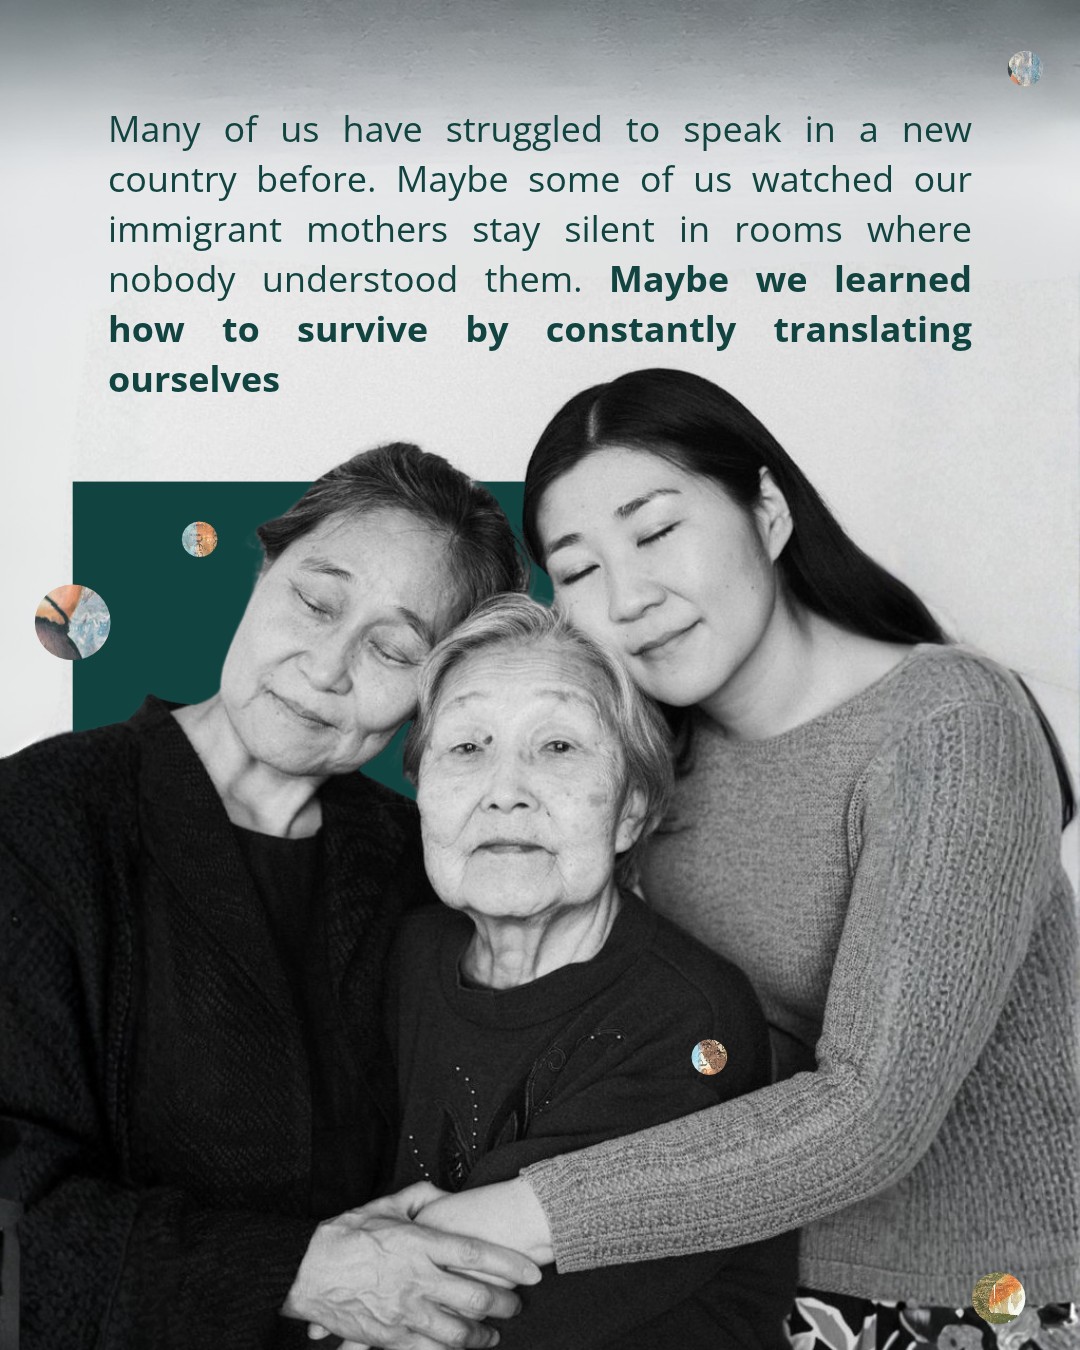 Many of us have struggled to speak in a new
country before. Maybe some of us watched our
immigrant mothers stay silent in rooms where
nobody understood them. Maybe we learned
how to survive by constantly translating
ourselves